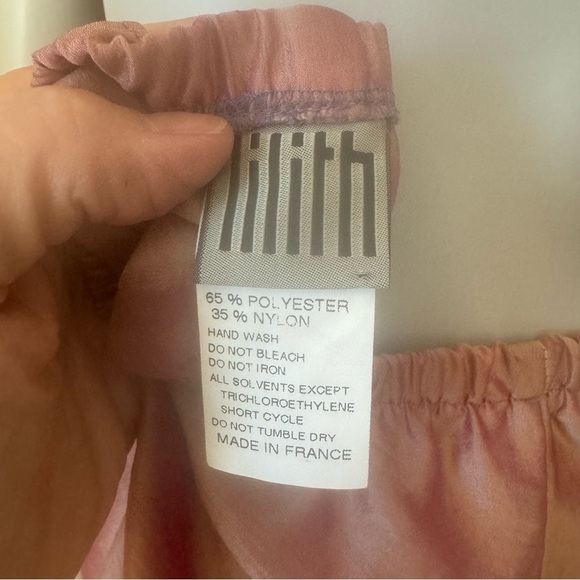 lilith
65 % POLYESTER
35 % NYLON
HAND WASH
DO NOT BLEACH
DO NOT IRON
ALL SOLVENTS EXCEPT
TRICHLOROETHYLENE
SHORT CYCLE
DO NOT TUMBLE DRY
MADE IN FRANCE